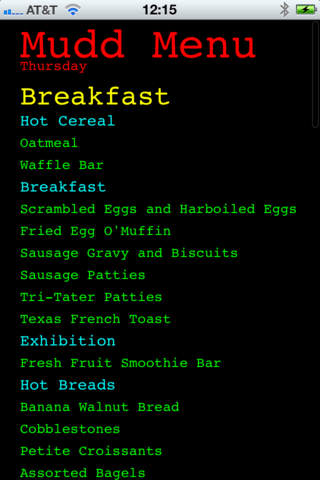 AT&T 12:15
Mudd Menu
Thursday
Breakfast
Hot Cereal
Oatmeal
Waffle Bar
Breakfast
Scrambled Eggs and Harboiled Eggs
Fried Egg O'Muffin
Sausage Gravy and Biscuits
Sausage Patties
Tri-Tater Patties
Texas French Toast
Exhibition
Fresh Fruit Smoothie Bar
Hot Breads
Banana Walnut Bread
Cobblestones
Petite Croissants
Assorted Bagels